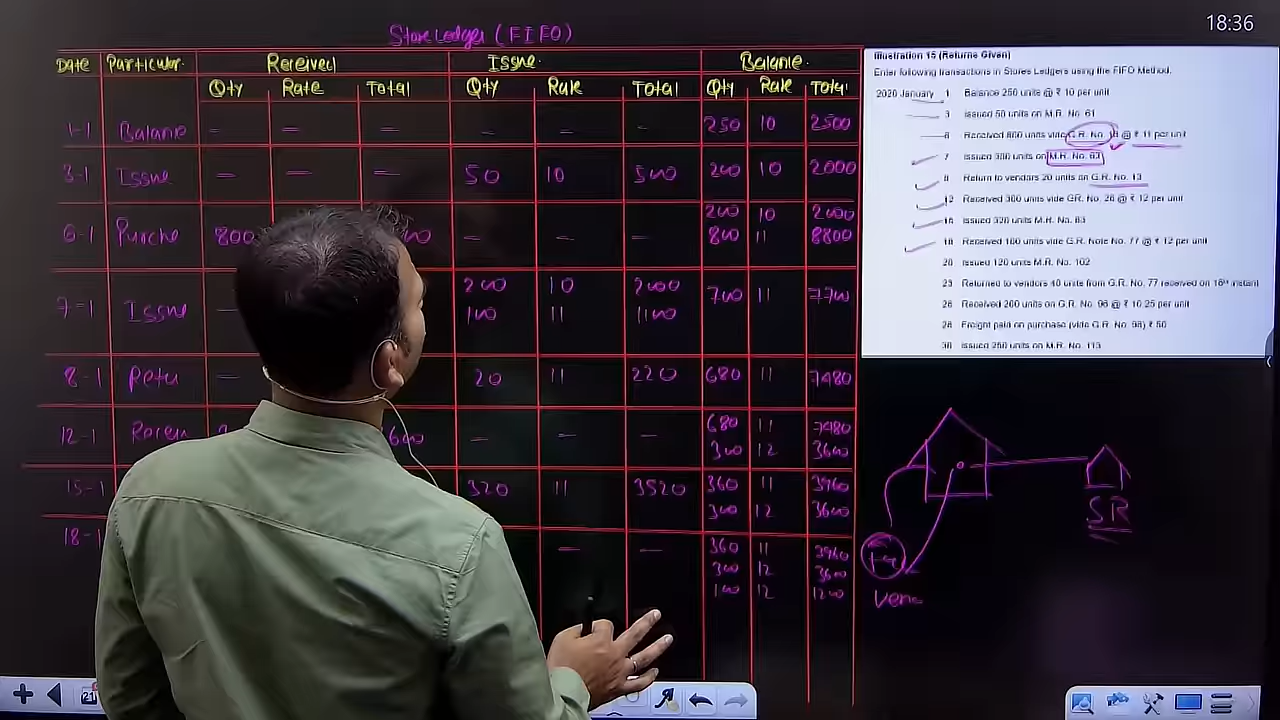 18:36
Store Ledger (FIFO)
Date Particular Received Issue Balanie
Qty Rate Total Qty Rule Total Qty Rule Total
1-1 Balanie - - - - - - 250 10 2500
3-1 Issue - - - 50 10 500 200 10 2000
6-1 Purche 800 - - - 200 10 2000
800 11 8800
7-1 Issue - 200 10 2000 700 11 7700
100 11 1100
8-1 Retu - 20 11 220 680 11 7480
12-1 - - - 680 11 7480
300 12 3600
15-1 320 11 3520 360 11 3960
300 12 3600
18-1 - - 360 11 3960
300 12 3600
100 12 1200
Illustration 15 (Returns Given)
Enter following transactions in Stores Ledgers using the FIFO Method.
2020 January 1 Balance 250 units @ ₹ 10 per unit
3 Issued 50 units on M.R. No. 61
6 Received 800 units vide G.R. No. @ ₹ 11 per unit
7 Issued 300 units on M.R. No. 63
8 Return to vendors 20 units on G.R. No. 13
12 Received 300 units vide GR. No. 26 @ ₹ 12 per unit
15 Issued 320 units M.R. No. 83
18 Received 100 units vide G.R. Note No. 77 @ ₹ 12 per unit
20 Issued 120 units M.R. No. 102
23 Returned to vendors 40 units from G.R. No. 77 received on 18th instant
26 Received 200 units on G.R. No. 96 @ ₹ 10.25 per unit
28 Freight paid on purchase (vide G.R. No. 96) ₹ 50
30 Issued 250 units on M.R. No. 113
SR
Venc